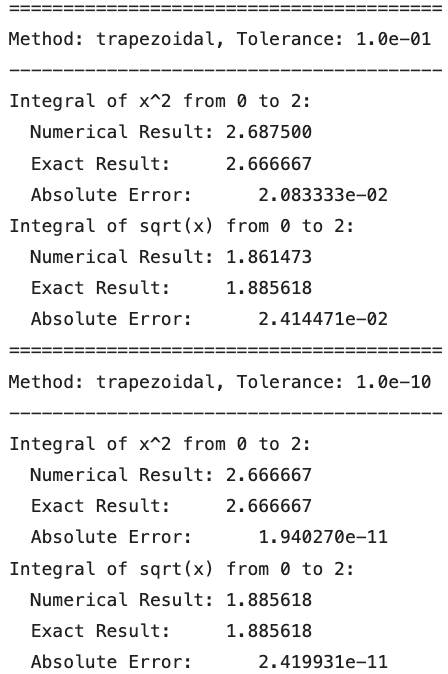 ========================================
Method: trapezoidal, Tolerance: 1.0e-01
----------------------------------------
Integral of x^2 from 0 to 2:
  Numerical Result: 2.687500
  Exact Result:     2.666667
  Absolute Error:      2.083333e-02
Integral of sqrt(x) from 0 to 2:
  Numerical Result: 1.861473
  Exact Result:     1.885618
  Absolute Error:      2.414471e-02
========================================
Method: trapezoidal, Tolerance: 1.0e-10
----------------------------------------
Integral of x^2 from 0 to 2:
  Numerical Result: 2.666667
  Exact Result:     2.666667
  Absolute Error:      1.940270e-11
Integral of sqrt(x) from 0 to 2:
  Numerical Result: 1.885618
  Exact Result:     1.885618
  Absolute Error:      2.419931e-11